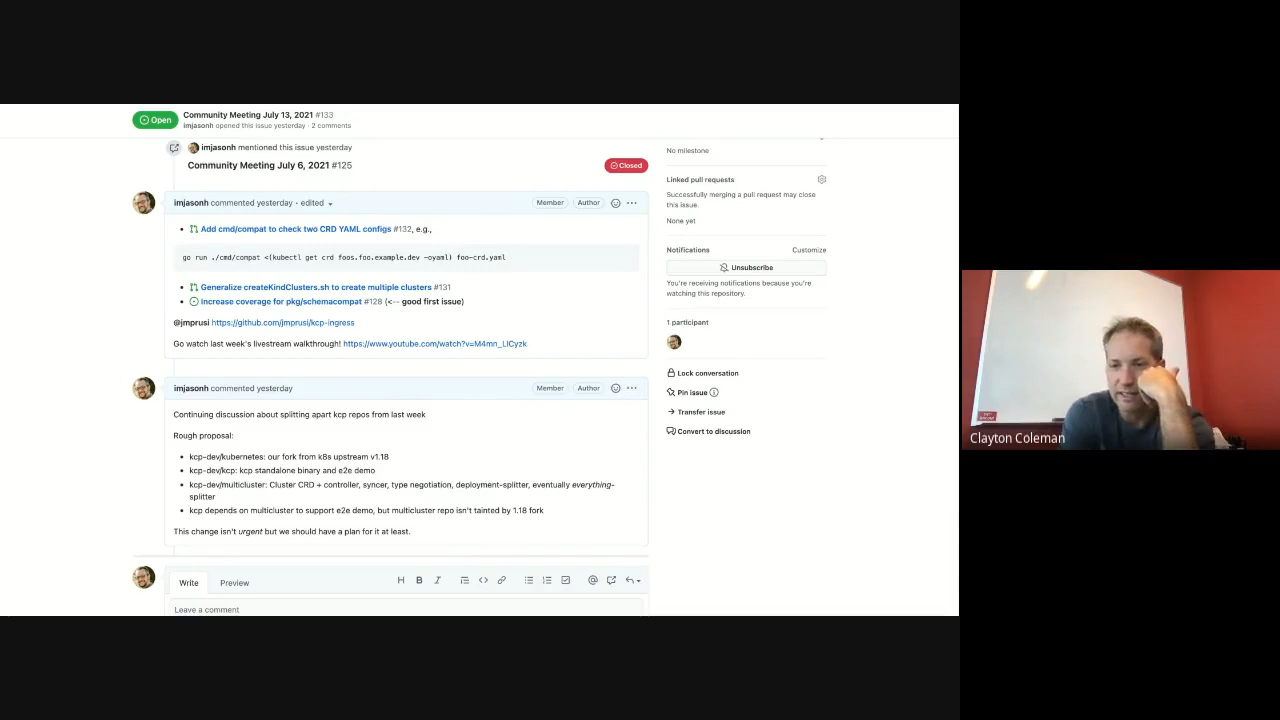 Open
Community Meeting July 13, 2021 #133
imjasonh opened this issue yesterday · 2 comments
imjasonh mentioned this issue yesterday
Community Meeting July 6, 2021 #125
Closed
imjasonh commented yesterday · edited
Member
Author
Add cmd/compat to check two CRD YAML configs #132, e.g.,
go run ./cmd/compat <(kubectl get crd foos.foo.example.dev -oyaml) foo-crd.yaml
Generalize createKindClusters.sh to create multiple clusters #131
Increase coverage for pkg/schemacompat #128 (<-- good first issue)
@jmprusi https://github.com/jmprusi/kcp-ingress
Go watch last week's livestream walkthrough! https://www.youtube.com/watch?v=M4mn_LlCyzk
imjasonh commented yesterday
Member
Author
Continuing discussion about splitting apart kcp repos from last week
Rough proposal:
• kcp-dev/kubernetes: our fork from k8s upstream v1.18
• kcp-dev/kcp: kcp standalone binary and e2e demo
• kcp-dev/multicluster: Cluster CRD + controller, syncer, type negotiation, deployment-splitter, eventually everything-
splitter
• kcp depends on multicluster to support e2e demo, but multicluster repo isn't tainted by 1.18 fork
This change isn't urgent but we should have a plan for it at least.
Write
Preview
Leave a comment
No milestone
Linked pull requests
Successfully merging a pull request may close
this issue.
None yet
Notifications
Customize
Unsubscribe
You're receiving notifications because you're
watching this repository.
1 participant
Lock conversation
Pin issue
Transfer issue
Convert to discussion
Clayton Coleman